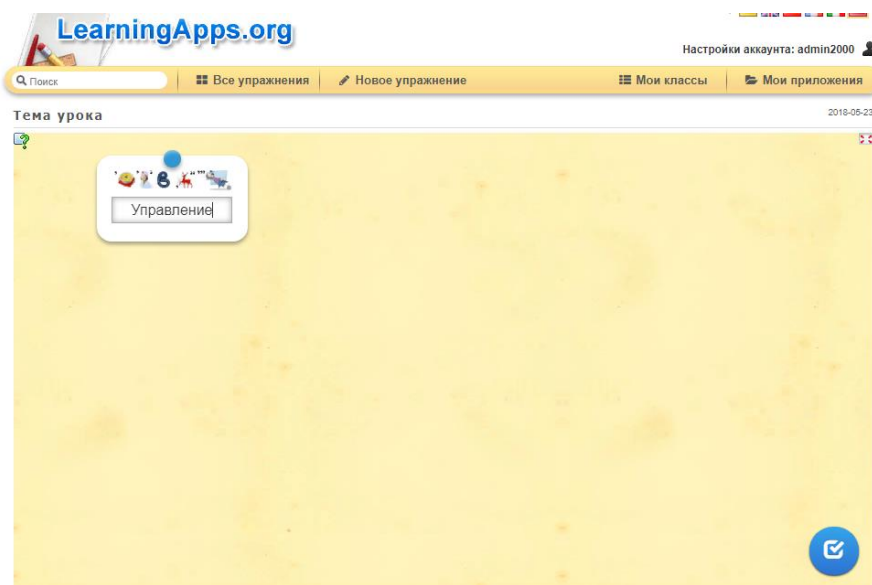 LearningApps.org
Настройки аккаунта: admin2000
Поиск
Все упражнения
Новое упражнение
Мои классы
Мои приложения
Тема урока
2018-05-23
в
Управление